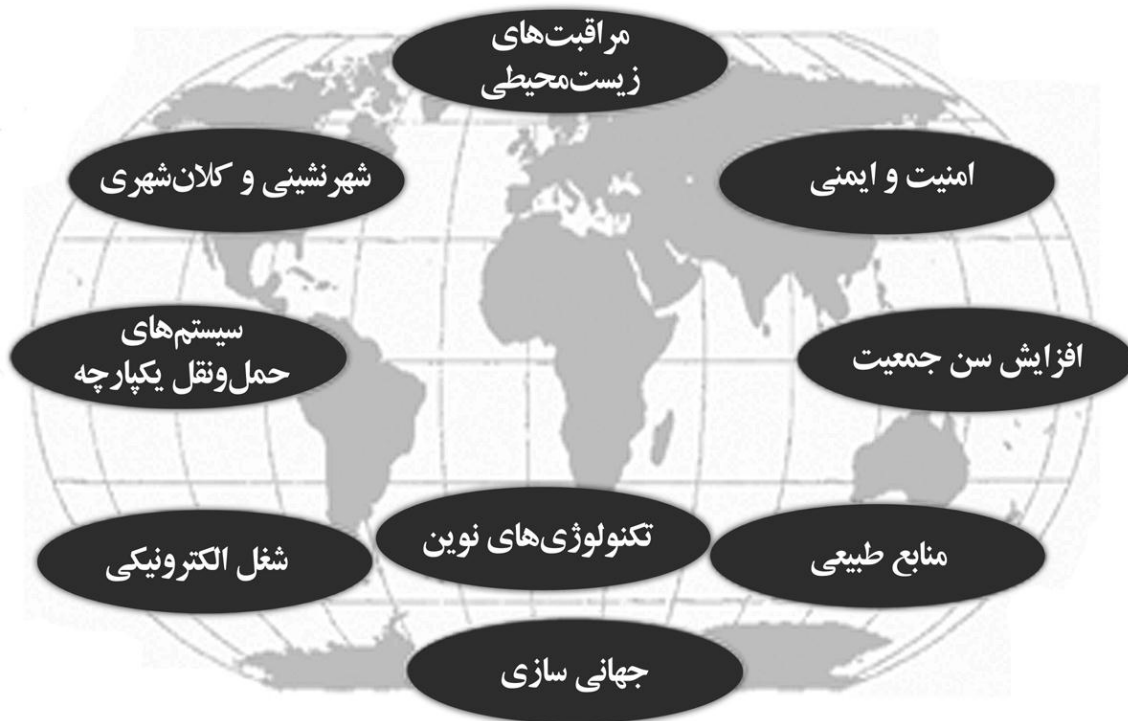 مراقبت‌های
زیست‌محیطی
امنیت و ایمنی
شهرنشینی و کلان‌شهری
افزایش سن جمعیت
سیستم‌های
حمل‌ونقل یکپارچه
منابع طبیعی
تکنولوژی‌های نوین
شغل الکترونیکی
جهانی سازی